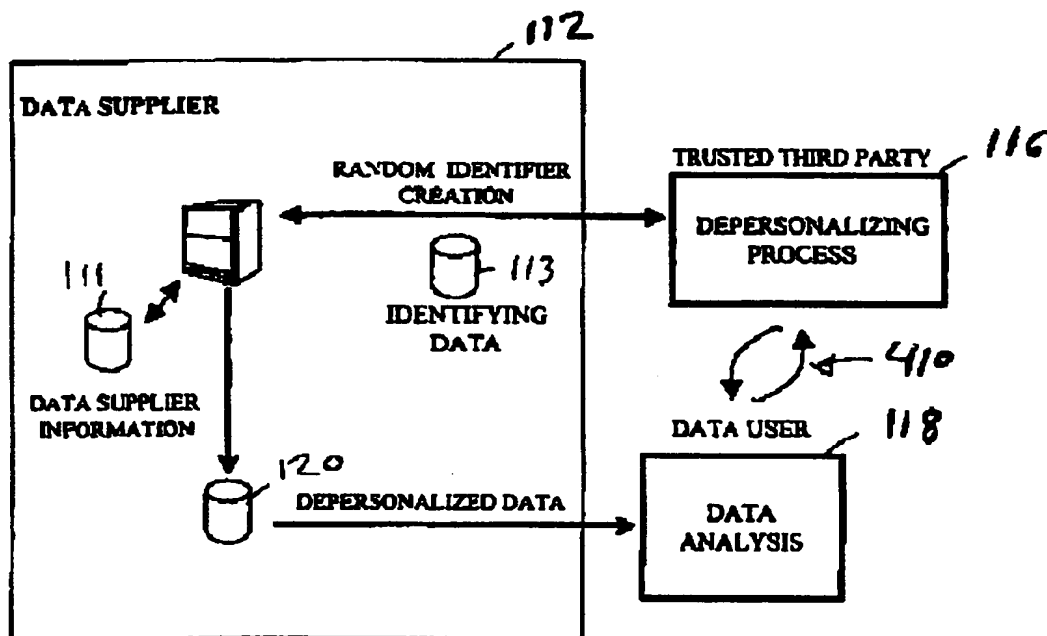 112
DATA SUPPLIER
RANDOM IDENTIFIER
CREATION
TRUSTED THIRD PARTY
116
DEPERSONALIZING
PROCESS
111
113
IDENTIFYING
DATA
DATA SUPPLIER
INFORMATION
410
DATA USER
118
120
DEPERSONALIZED DATA
DATA
ANALYSIS